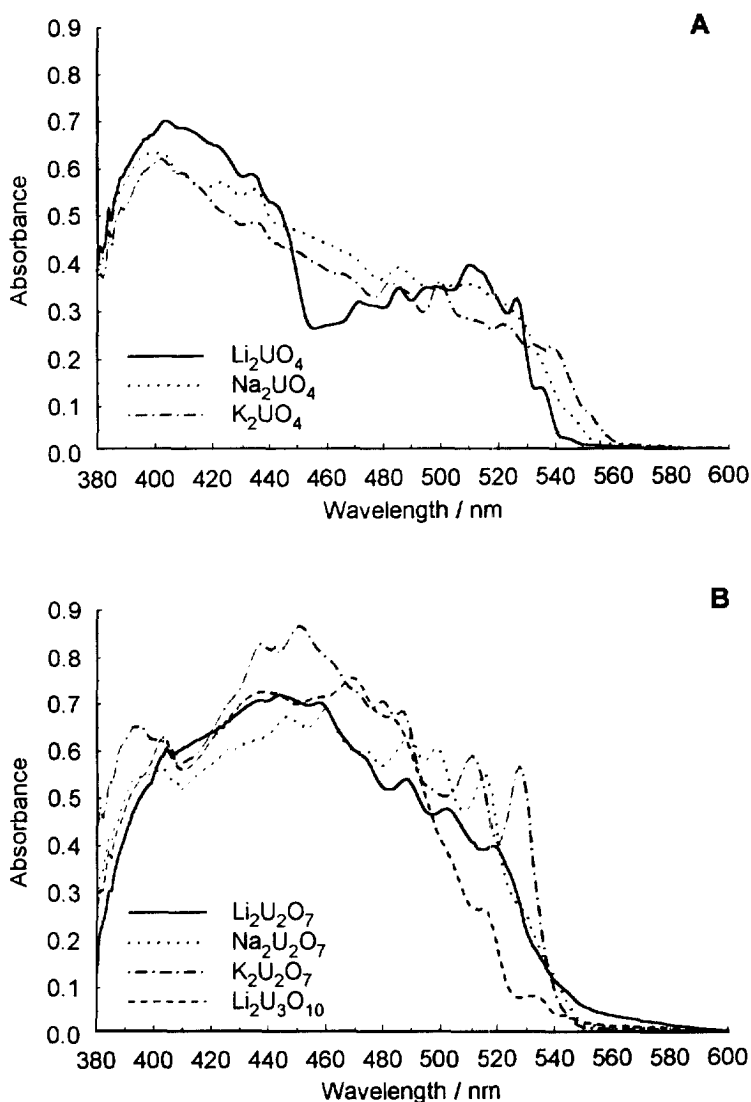 A
0.9
0.8
0.7
0.6
0.5
0.4
0.3
0.2
0.1
0.0
Absorbance
Li₂UO₄
Na₂UO₄
K₂UO₄
380 400 420 440 460 480 500 520 540 560 580 600
Wavelength / nm
B
0.9
0.8
0.7
0.6
0.5
0.4
0.3
0.2
0.1
0.0
Absorbance
Li₂U₂O₇
Na₂U₂O₇
K₂U₂O₇
Li₂U₃O₁₀
380 400 420 440 460 480 500 520 540 560 580 600
Wavelength / nm